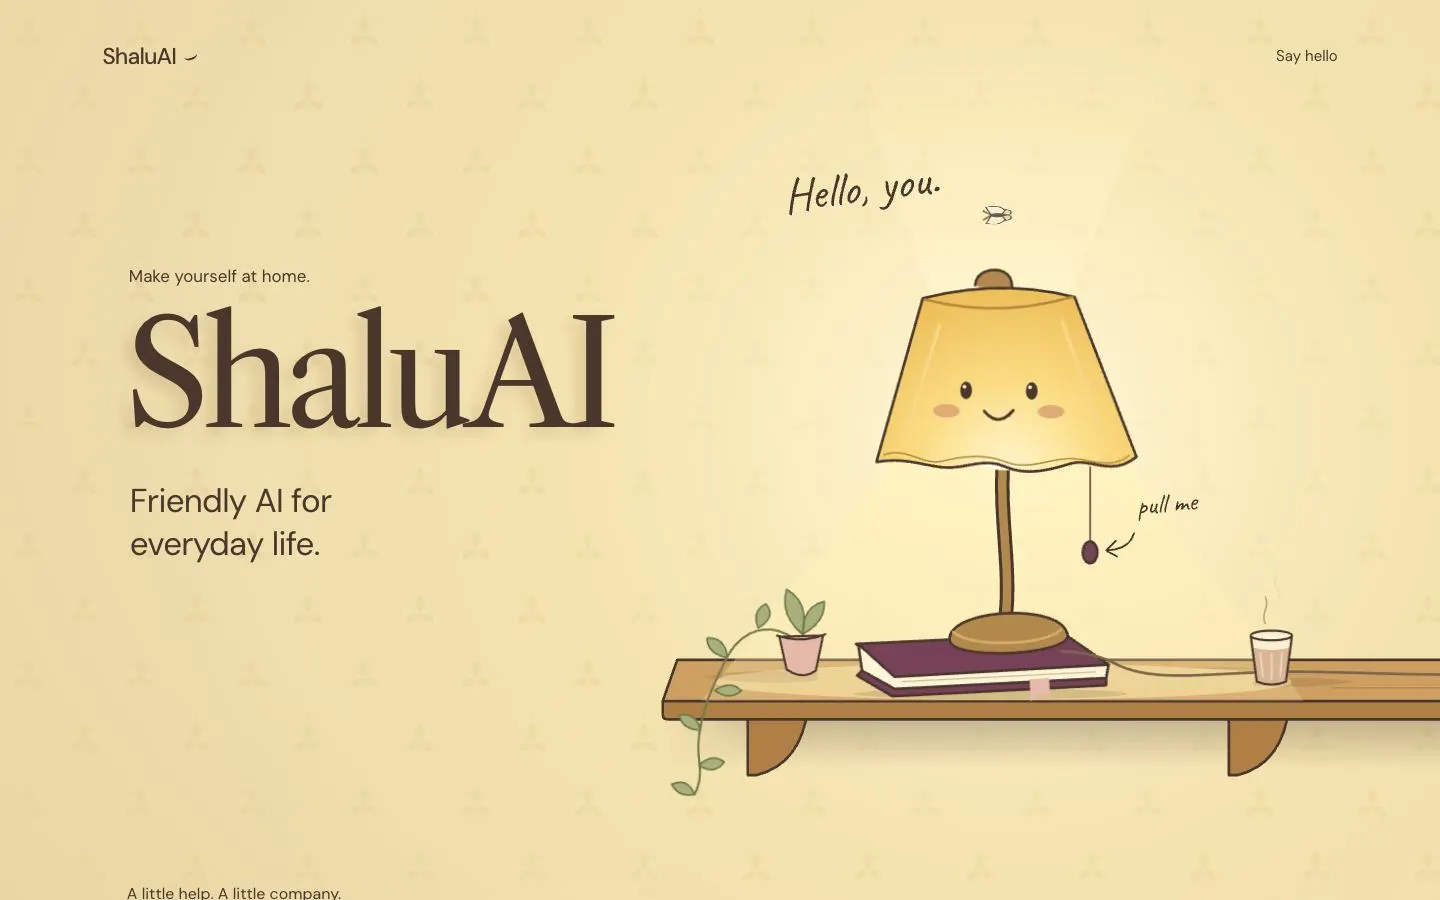 ShaluAI
Say hello
Hello, you.
Make yourself at home.
ShaluAI
Friendly AI for
everyday life.
pull me
A little help. A little company.